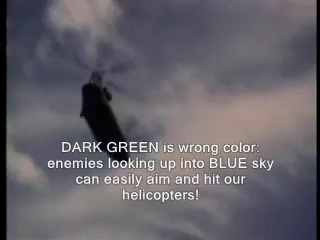 DARK GREEN is wrong color:
enemies looking up into BLUE sky
can easily aim and hit our
helicopters!